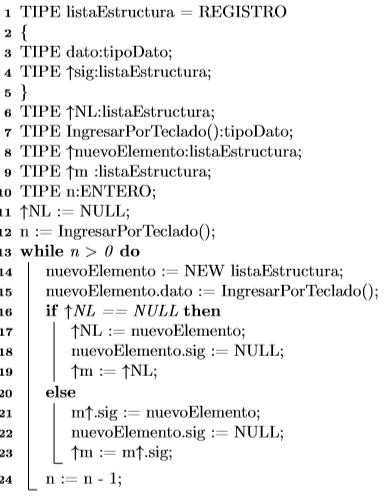 1 TIPE listaEstructura = REGISTRO
2 {
3 TIPE dato:tipoDato;
4 TIPE ↑sig:listaEstructura;
5 }
6 TIPE ↑NL:listaEstructura;
7 TIPE IngresarPorTeclado():tipoDato;
8 TIPE ↑nuevoElemento:listaEstructura;
9 TIPE ↑m :listaEstructura;
10 TIPE n:ENTERO;
11 ↑NL := NULL;
12 n := IngresarPorTeclado();
13 while n > 0 do
14 nuevoElemento := NEW listaEstructura;
15 nuevoElemento.dato := IngresarPorTeclado();
16 if ↑NL == NULL then
17 ↑NL := nuevoElemento;
18 nuevoElemento.sig := NULL;
19 ↑m := ↑NL;
20 else
21 m↑.sig := nuevoElemento;
22 nuevoElemento.sig := NULL;
23 ↑m := m↑.sig;
24 n := n - 1;